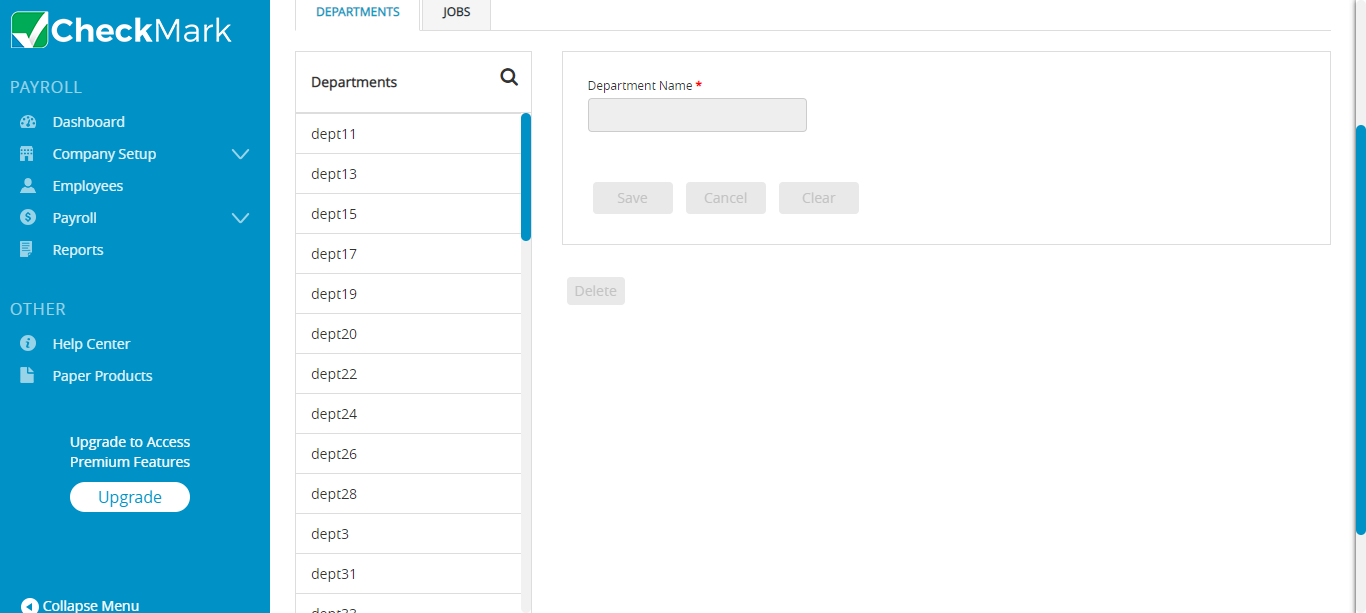 CheckMark
PAYROLL
Dashboard
Company Setup
Employees
Payroll
Reports
OTHER
Help Center
Paper Products
Upgrade to Access
Premium Features
Upgrade
Collapse Menu
DEPARTMENTS
JOBS
Departments
dept11
dept13
dept15
dept17
dept19
dept20
dept22
dept24
dept26
dept28
dept3
dept31
Department Name *
Save
Cancel
Clear
Delete